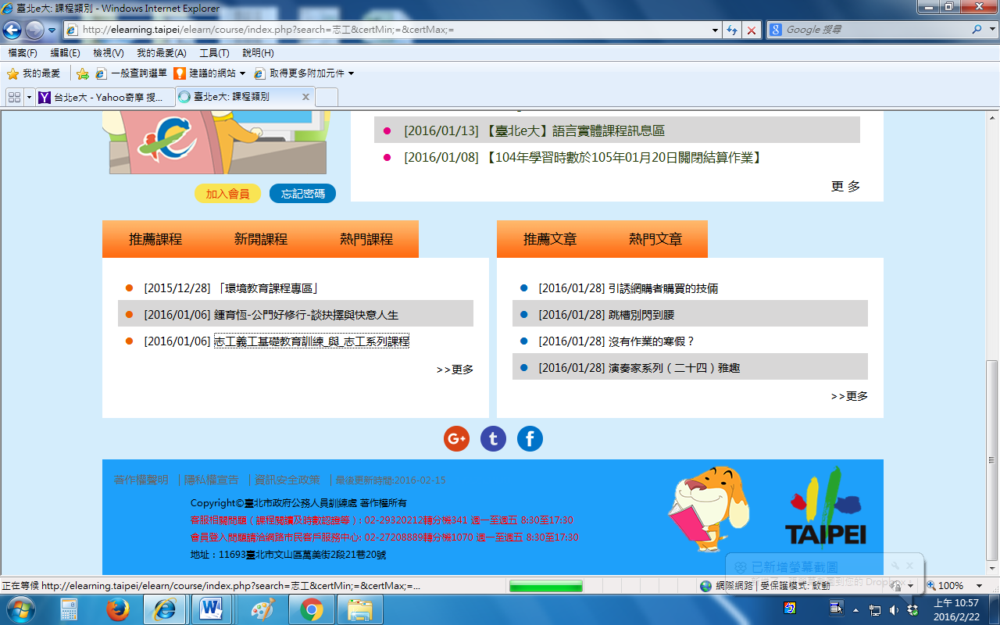 臺北e大: 課程類別 - Windows Internet Explorer
http://elearning.taipei/elearn/course/index.php?search=志工&certMin;=&certMax;=
Google 搜尋
檔案(F) 編輯(E) 檢視(V) 我的最愛(A) 工具(T) 說明(H)
我的最愛 一般查詢選單 建議的網站 取得更多附加元件
台北e大 - Yahoo奇摩 搜... 臺北e大: 課程類別
[2016/01/13] 【臺北e大】語言實體課程訊息區
[2016/01/08] 【104年學習時數於105年01月20日關閉結算作業】
更 多
加入會員 忘記密碼
推薦課程 新開課程 熱門課程
[2015/12/28] 「環境教育課程專區」
[2016/01/06] 鍾育恆-公門好修行-談抉擇與快意人生
[2016/01/06] 志工義工基礎教育訓練_與_志工系列課程
>>更多
推薦文章 熱門文章
[2016/01/28] 引誘網購者購買的技倆
[2016/01/28] 跳槽別閃到腰
[2016/01/28] 沒有作業的寒假？
[2016/01/28] 演奏家系列（二十四）雅趣
>>更多
G+ t f
著作權聲明 | 隱私權宣告 | 資訊安全政策 | 最後更新時間:2016-02-15
Copyright©臺北市政府公務人員訓練處 著作權所有
客服相關問題（課程閱讀及時數認證等）: 02-29320212轉分機341 週一至週五 8:30至17:30
會員登入問題請洽網路市民客戶服務中心: 02-27208889轉分機1070 週一至週五 8:30至17:30
地址：11693臺北市文山區萬美街2段21巷20號
TAIPEI
已新增螢幕截圖
圖到您的 Dropbox
正在等候 http://elearning.taipei/elearn/course/index.php?search=志工&certMin;=&certMax;=...
網際網路 | 受保護模式: 啟動
100%
上午 10:57
2016/2/22